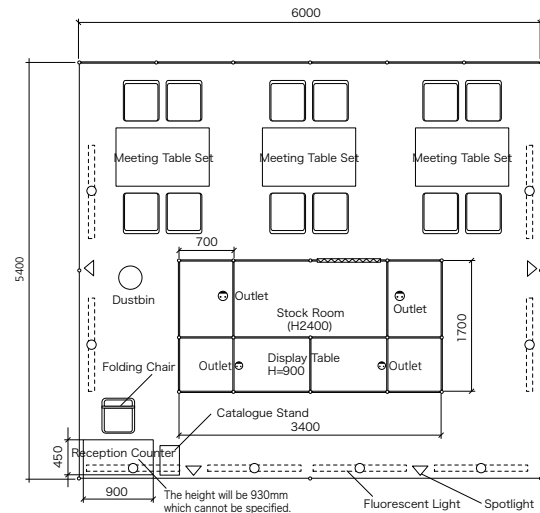 6000
Meeting Table Set Meeting Table Set Meeting Table Set
5400
700
Dustbin
Outlet
Outlet
Stock Room
(H2400)
1700
Outlet
Display Table
H=900
Outlet
Folding Chair
Catalogue Stand
3400
Reception Counter
450
900
The height will be 930mm
which cannot be specified.
Fluorescent Light
Spotlight